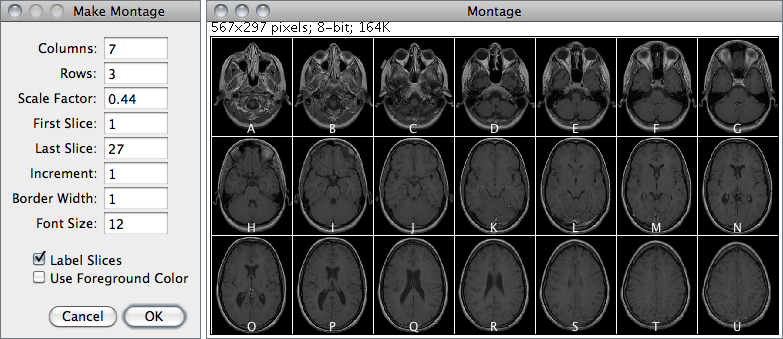 Make Montage
Columns: 7
Rows: 3
Scale Factor: 0.44
First Slice: 1
Last Slice: 27
Increment: 1
Border Width: 1
Font Size: 12
Label Slices
Use Foreground Color
Cancel OK
Montage
567x297 pixels; 8-bit; 164K
A B C D E F G
H I J K L M N
O P Q R S T U